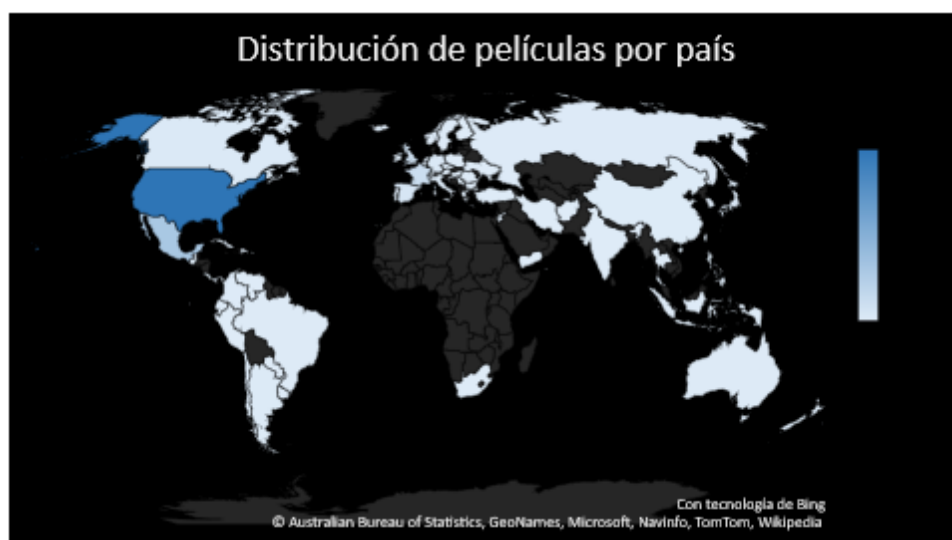 Distribución de películas por país
Con tecnología de Bing
© Australian Bureau of Statistics, GeoNames, Microsoft, Navinfo, TomTom, Wikipedia